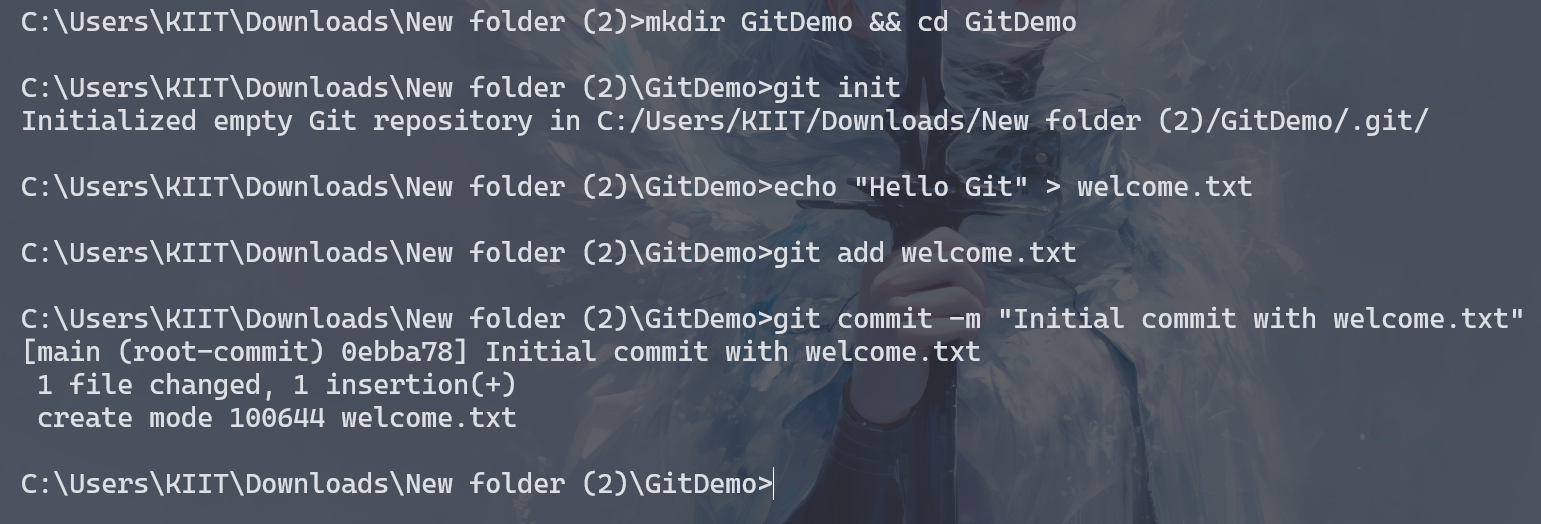 C:\Users\KIIT\Downloads\New folder (2)>mkdir GitDemo && cd GitDemo
C:\Users\KIIT\Downloads\New folder (2)\GitDemo>git init
Initialized empty Git repository in C:/Users/KIIT/Downloads/New folder (2)/GitDemo/.git/
C:\Users\KIIT\Downloads\New folder (2)\GitDemo>echo "Hello Git" > welcome.txt
C:\Users\KIIT\Downloads\New folder (2)\GitDemo>git add welcome.txt
C:\Users\KIIT\Downloads\New folder (2)\GitDemo>git commit -m "Initial commit with welcome.txt"
[main (root-commit) 0ebba78] Initial commit with welcome.txt
 1 file changed, 1 insertion(+)
 create mode 100644 welcome.txt
C:\Users\KIIT\Downloads\New folder (2)\GitDemo>